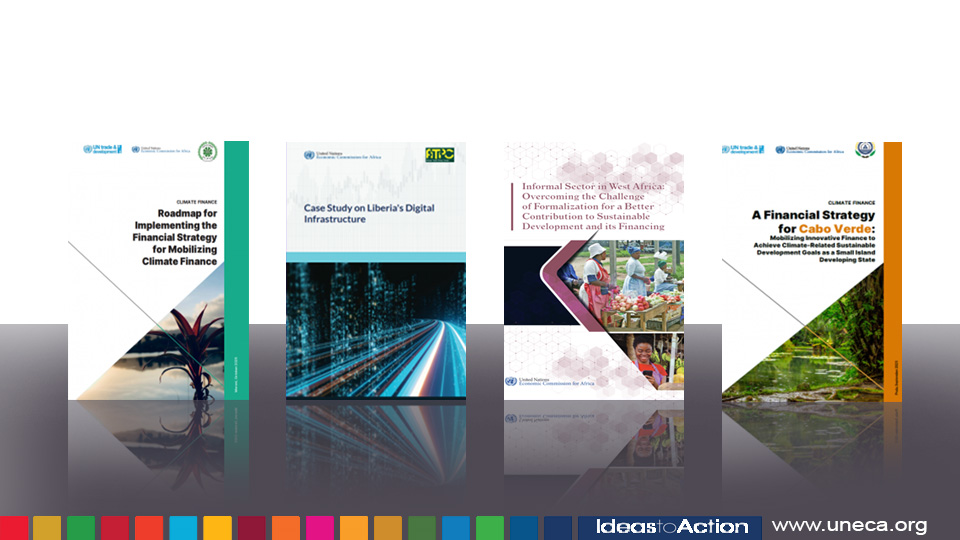 UN trade & development
United Nations
Economic Commission for Africa
CLIMATE FINANCE
Roadmap for
Implementing the
Financial Strategy
for Mobilizing
Climate Finance
United Nations
Economic Commission for Africa
ATPC
Case Study on Liberia's Digital
Infrastructure
Informal Sector in West Africa:
Overcoming the Challenge
of Formalization for a Better
Contribution to Sustainable
Development and its Financing
United Nations
Economic Commission for Africa
UN trade & development
United Nations
Economic Commission for Africa
CLIMATE FINANCE
A Financial Strategy
for Cabo Verde:
Mobilizing Innovative Finance to
Achieve Climate-Related Sustainable
Development Goals as a Small Island
Developing State
IdeastoAction
www.uneca.org